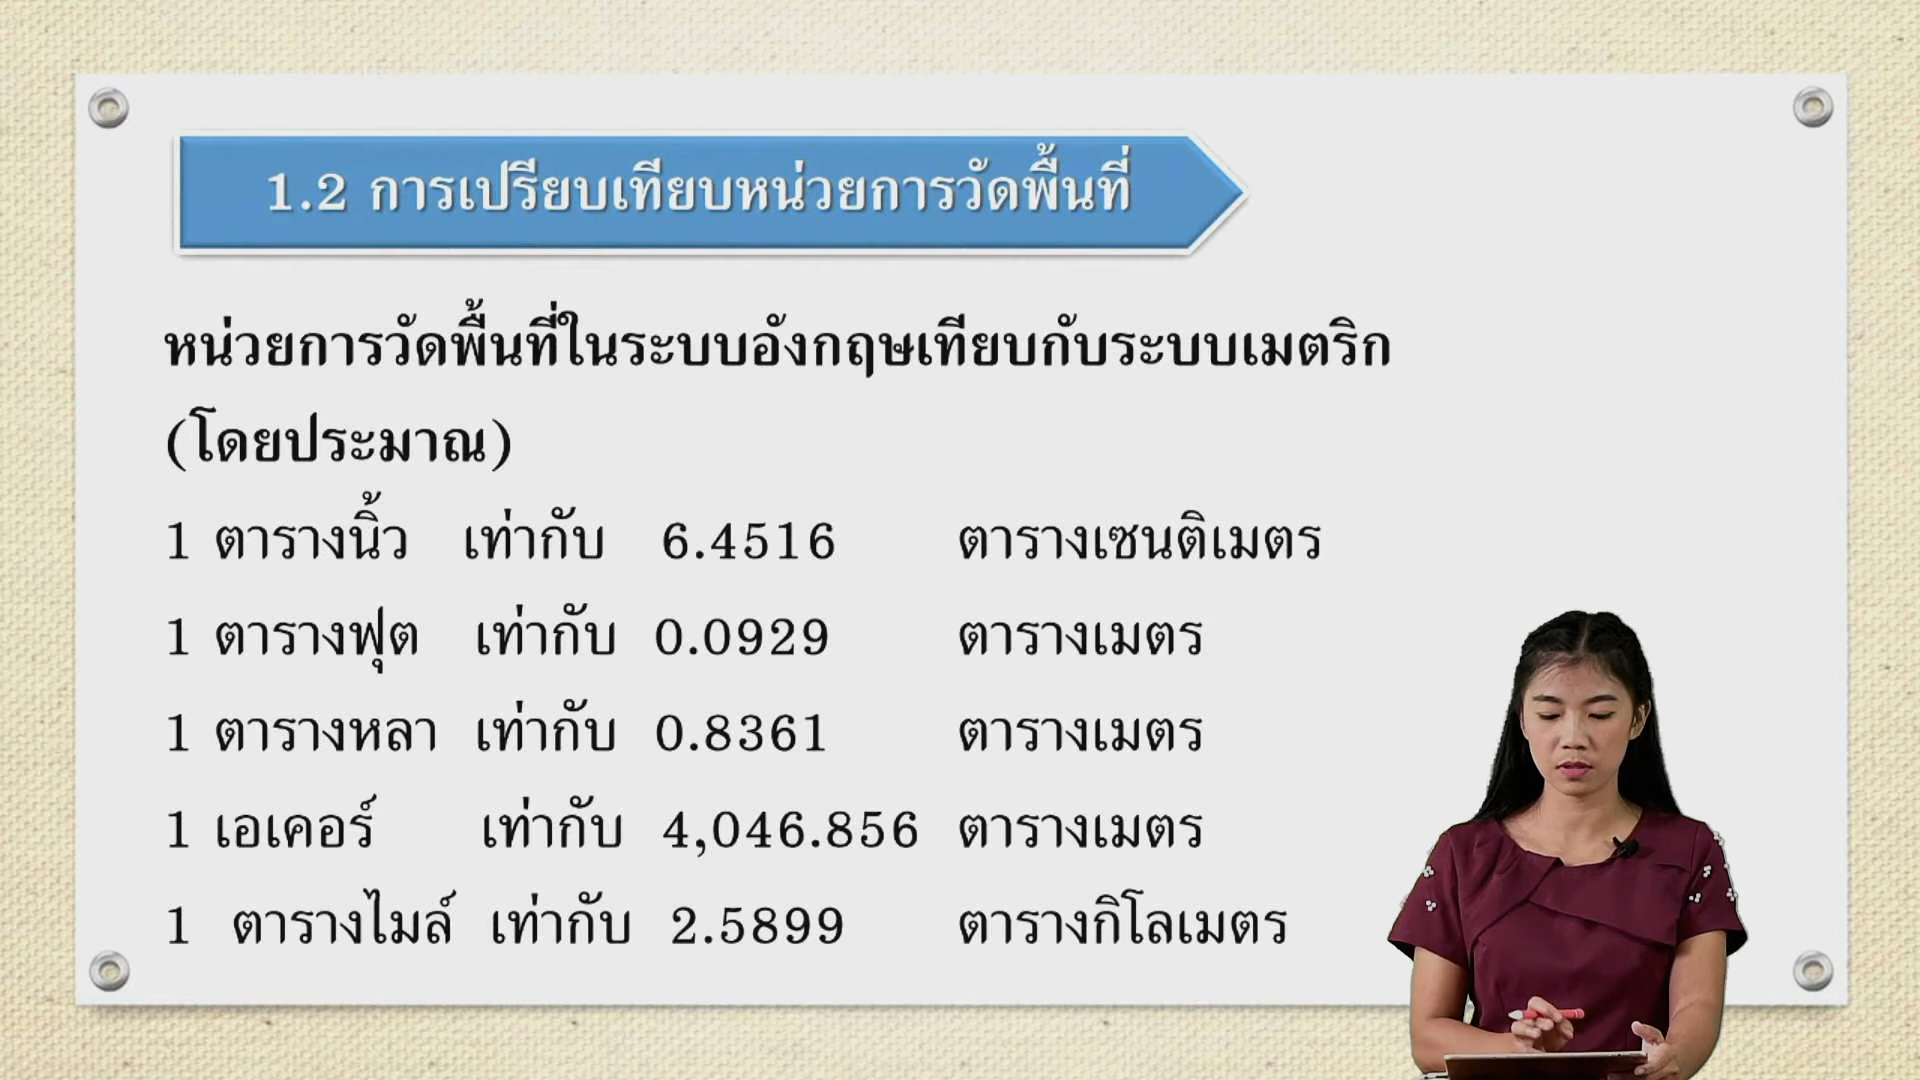 1.2 การเปรียบเทียบหน่วยการวัดพื้นที่
หน่วยการวัดพื้นที่ในระบบอังกฤษเทียบกับระบบเมตริก
(โดยประมาณ)
1 ตารางนิ้ว เท่ากับ 6.4516 ตารางเซนติเมตร
1 ตารางฟุต เท่ากับ 0.0929 ตารางเมตร
1 ตารางหลา เท่ากับ 0.8361 ตารางเมตร
1 เอเคอร์ เท่ากับ 4,046.856 ตารางเมตร
1 ตารางไมล์ เท่ากับ 2.5899 ตารางกิโลเมตร